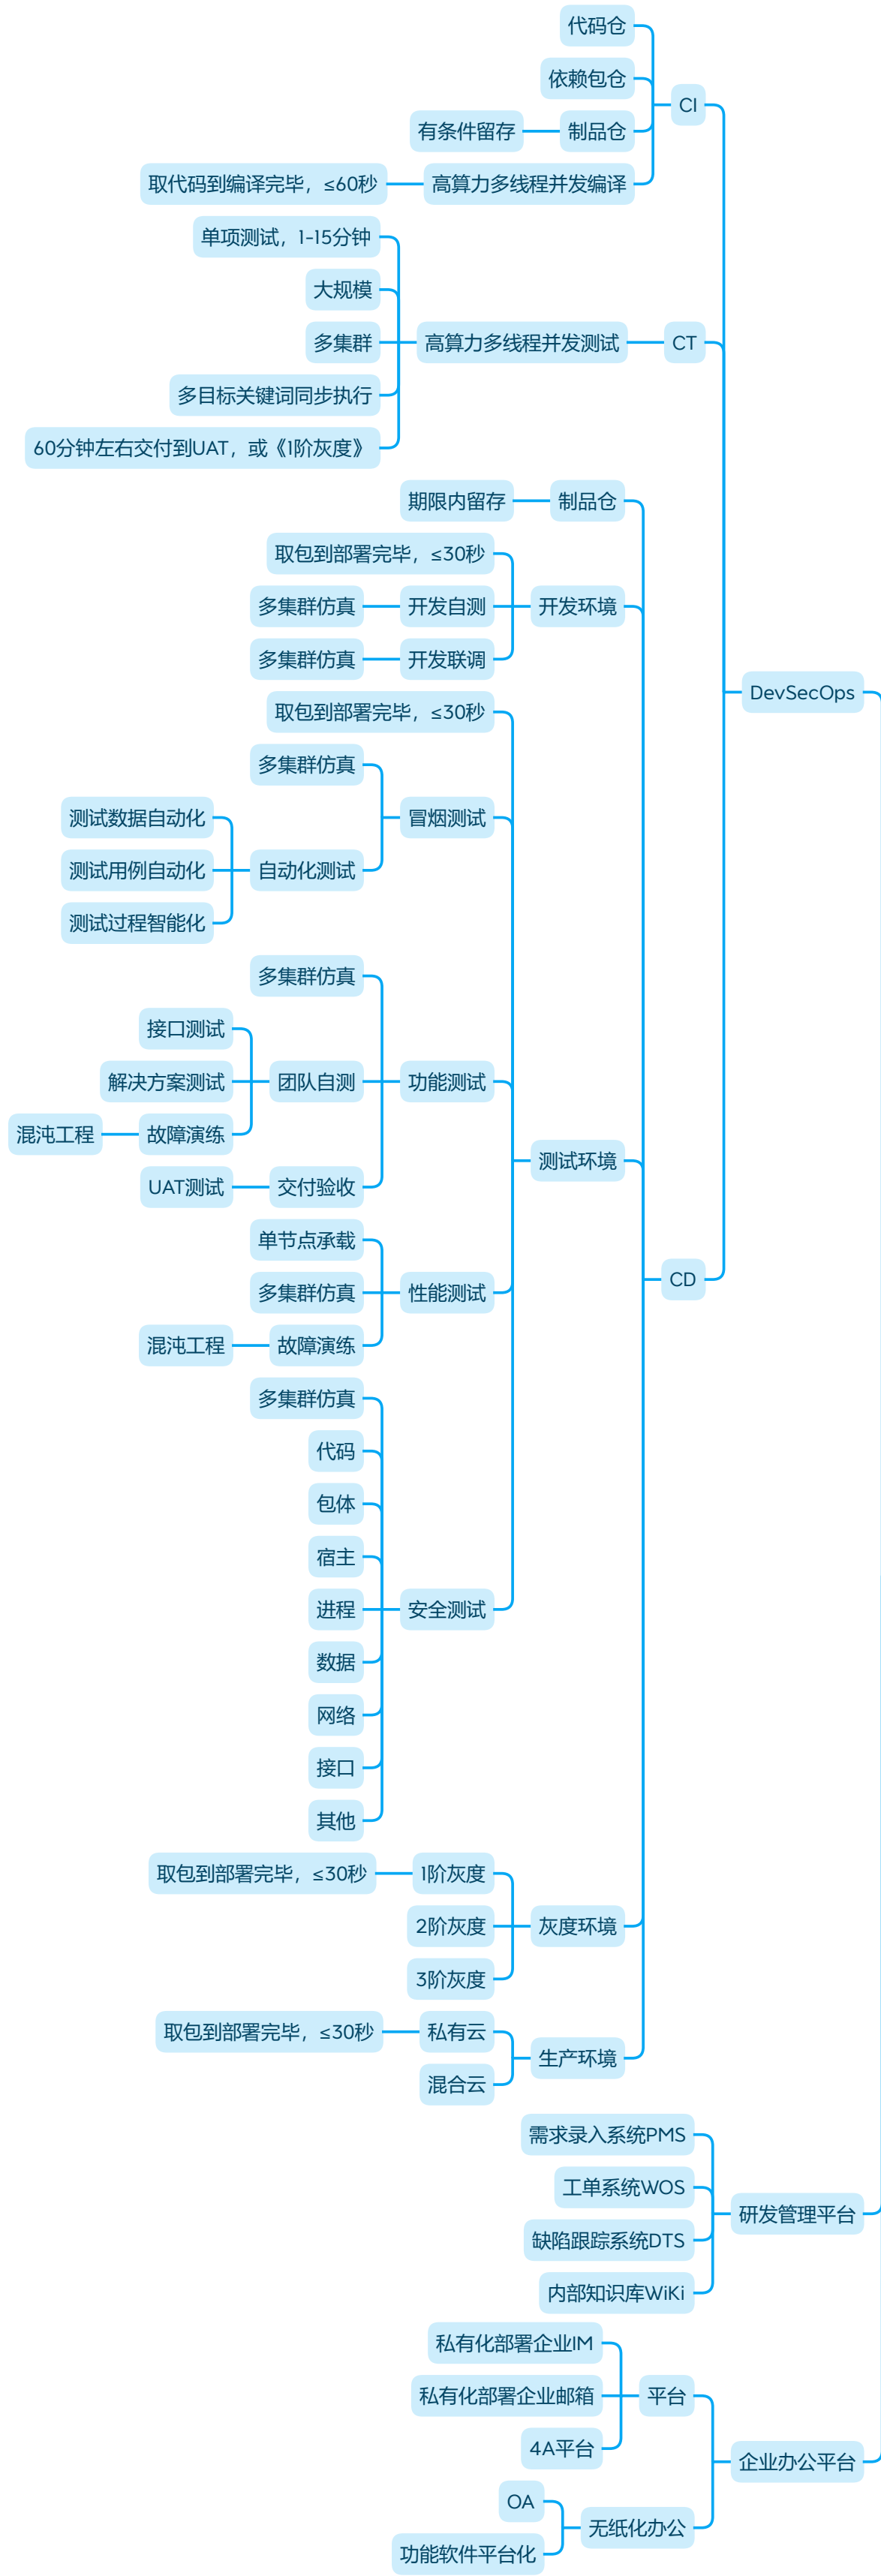 代码仓
依赖包仓
CI
有条件留存
制品仓
取代码到编译完毕，≤60秒
高算力多线程并发编译
单项测试，1-15分钟
大规模
多集群
高算力多线程并发测试
CT
多目标关键词同步执行
60分钟左右交付到UAT，或《1阶灰度》
期限内留存
制品仓
取包到部署完毕，≤30秒
多集群仿真
开发自测
开发环境
多集群仿真
开发联调
DevSecOps
取包到部署完毕，≤30秒
多集群仿真
测试数据自动化
冒烟测试
测试用例自动化
自动化测试
测试过程智能化
多集群仿真
接口测试
解决方案测试
团队自测
功能测试
混沌工程
故障演练
测试环境
UAT测试
交付验收
单节点承载
CD
多集群仿真
性能测试
混沌工程
故障演练
多集群仿真
代码
包体
宿主
进程
安全测试
数据
网络
接口
其他
取包到部署完毕，≤30秒
1阶灰度
2阶灰度
灰度环境
3阶灰度
取包到部署完毕，≤30秒
私有云
生产环境
混合云
需求录入系统PMS
工单系统WOS
研发管理平台
缺陷跟踪系统DTS
内部知识库WiKi
私有化部署企业IM
私有化部署企业邮箱
平台
4A平台
企业办公平台
OA
无纸化办公
功能软件平台化